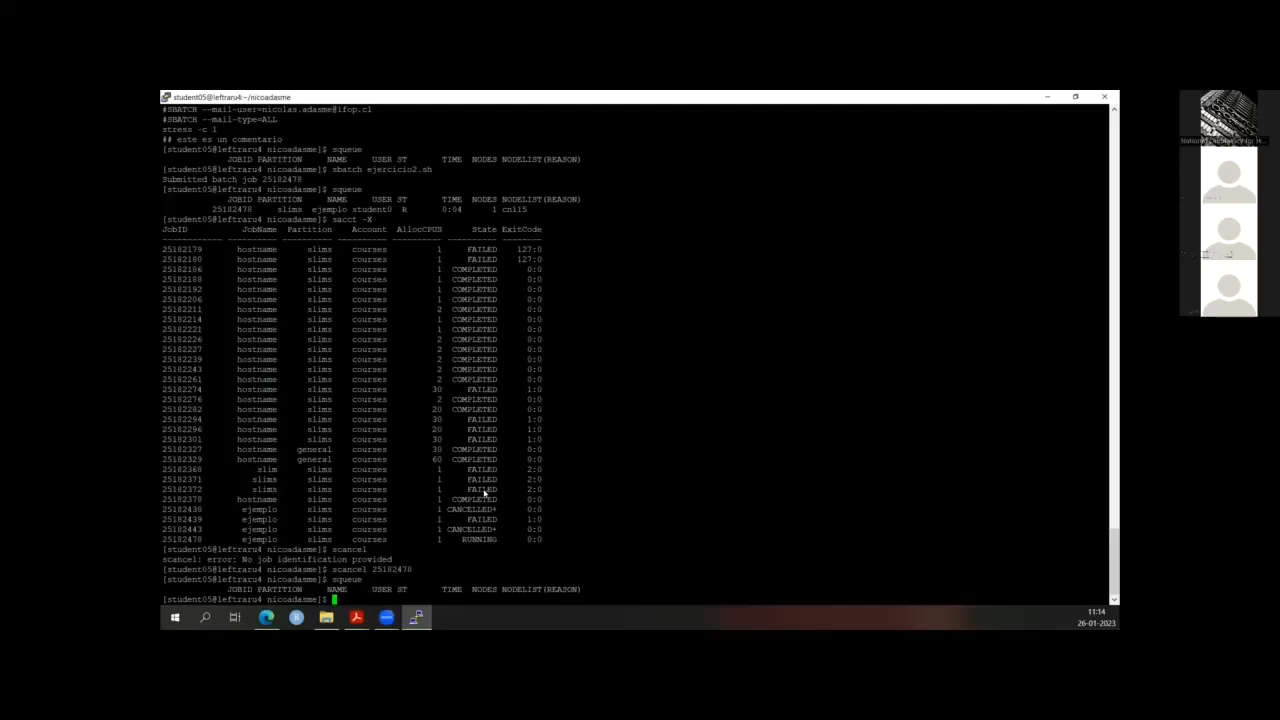 student05@leftraru4:~/nicoadasme
#SBATCH --mail-user=nicolas.adasme@ifop.cl
#SBATCH --mail-type=ALL
stress -c 1
## este es un comentario
[student05@leftraru4 nicoadasme]$ squeue
JOBID PARTITION NAME USER ST TIME NODES NODELIST(REASON)
[student05@leftraru4 nicoadasme]$ sbatch ejercicio2.sh
Submitted batch job 25182478
[student05@leftraru4 nicoadasme]$ squeue
JOBID PARTITION NAME USER ST TIME NODES NODELIST(REASON)
25182478 slims ejemplo student0 R 0:04 1 cn115
[student05@leftraru4 nicoadasme]$ sacct -X
JobID JobName Partition Account AllocCPUS State ExitCode
------------ ---------- ---------- ---------- ---------- ---------- --------
25182179 hostname slims courses 1 FAILED 127:0
25182180 hostname slims courses 1 FAILED 127:0
25182186 hostname slims courses 1 COMPLETED 0:0
25182188 hostname slims courses 1 COMPLETED 0:0
25182192 hostname slims courses 1 COMPLETED 0:0
25182206 hostname slims courses 1 COMPLETED 0:0
25182211 hostname slims courses 2 COMPLETED 0:0
25182214 hostname slims courses 1 COMPLETED 0:0
25182221 hostname slims courses 1 COMPLETED 0:0
25182226 hostname slims courses 2 COMPLETED 0:0
25182227 hostname slims courses 2 COMPLETED 0:0
25182239 hostname slims courses 2 COMPLETED 0:0
25182243 hostname slims courses 2 COMPLETED 0:0
25182261 hostname slims courses 2 COMPLETED 0:0
25182274 hostname slims courses 30 FAILED 1:0
25182276 hostname slims courses 2 COMPLETED 0:0
25182282 hostname slims courses 20 COMPLETED 0:0
25182294 hostname slims courses 30 FAILED 1:0
25182296 hostname slims courses 20 FAILED 1:0
25182301 hostname slims courses 30 FAILED 1:0
25182327 hostname general courses 30 COMPLETED 0:0
25182329 hostname general courses 60 COMPLETED 0:0
25182368 slim slims courses 1 FAILED 2:0
25182371 slims slims courses 1 FAILED 2:0
25182372 slims slims courses 1 FAILED 2:0
25182378 hostname slims courses 1 COMPLETED 0:0
25182438 ejemplo slims courses 1 CANCELLED+ 0:0
25182439 ejemplo slims courses 1 FAILED 1:0
25182443 ejemplo slims courses 1 CANCELLED+ 0:0
25182478 ejemplo slims courses 1 RUNNING 0:0
[student05@leftraru4 nicoadasme]$ scancel
scancel: error: No job identification provided
[student05@leftraru4 nicoadasme]$ scancel 25182478
[student05@leftraru4 nicoadasme]$ squeue
JOBID PARTITION NAME USER ST TIME NODES NODELIST(REASON)
[student05@leftraru4 nicoadasme]$
11:14
26-01-2023
National Laboratory for H...